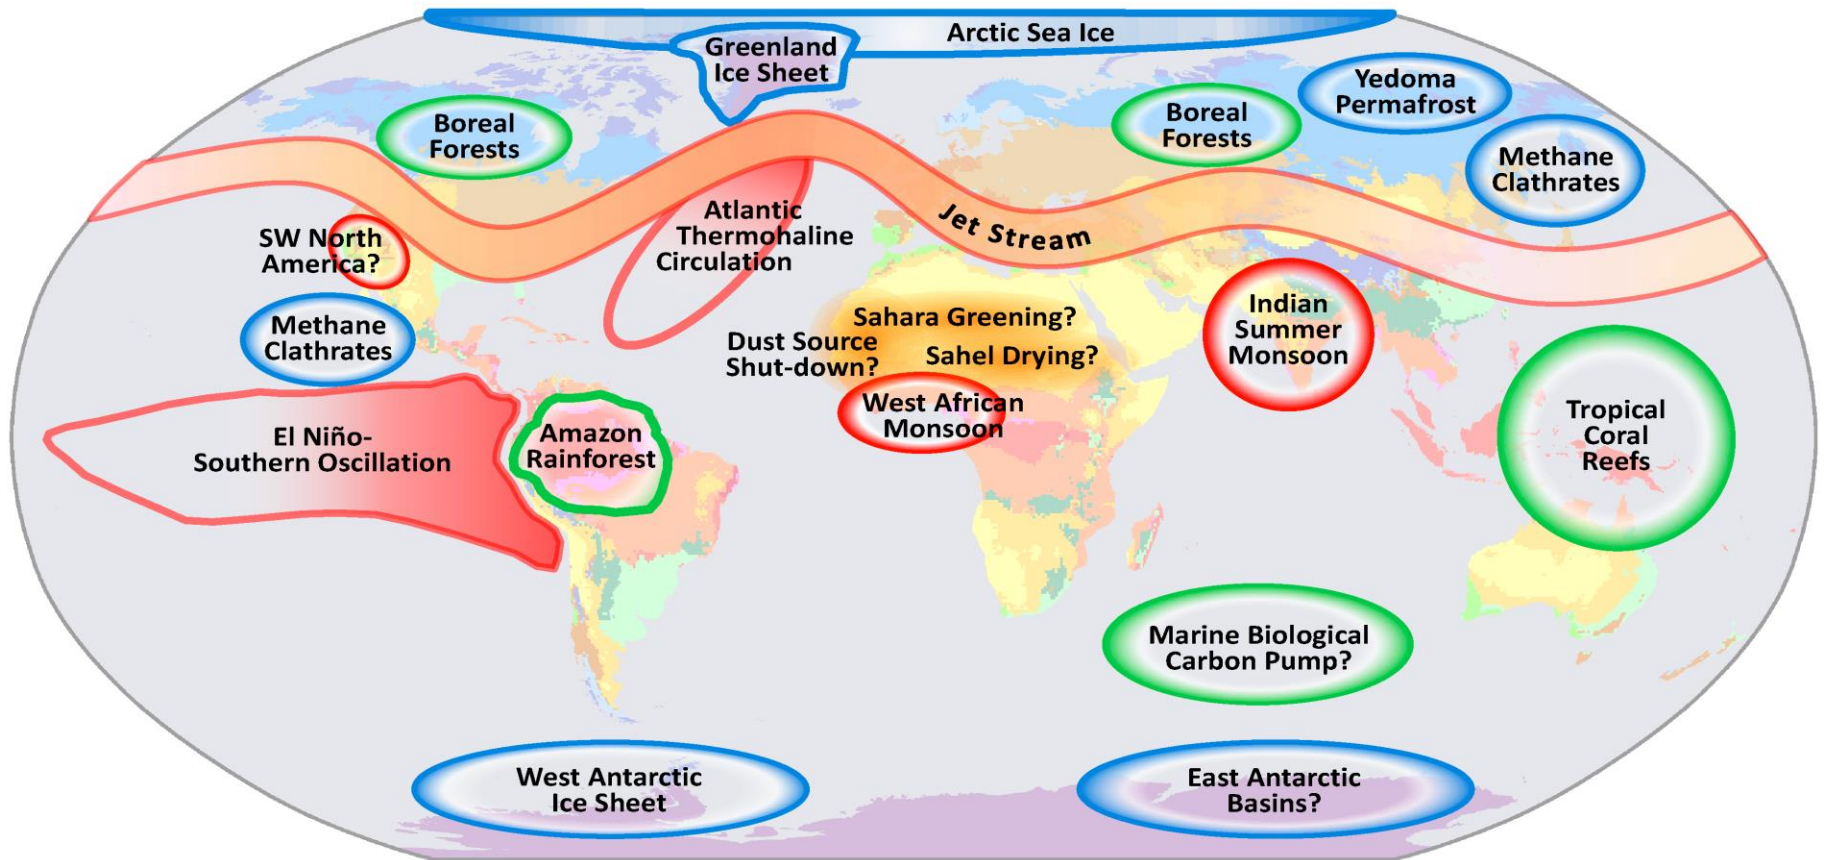 Arctic Sea Ice
Greenland
Ice Sheet
Yedoma
Permafrost
Boreal
Forests
Boreal
Forests
Methane
Clathrates
Atlantic
Thermohaline
Circulation
Jet Stream
SW North
America?
Indian
Summer
Monsoon
Methane
Clathrates
Sahara Greening?
Dust Source
Shut-down?
Sahel Drying?
West African
Monsoon
Tropical
Coral
Reefs
El Niño-
Southern Oscillation
Amazon
Rainforest
Marine Biological
Carbon Pump?
West Antarctic
Ice Sheet
East Antarctic
Basins?